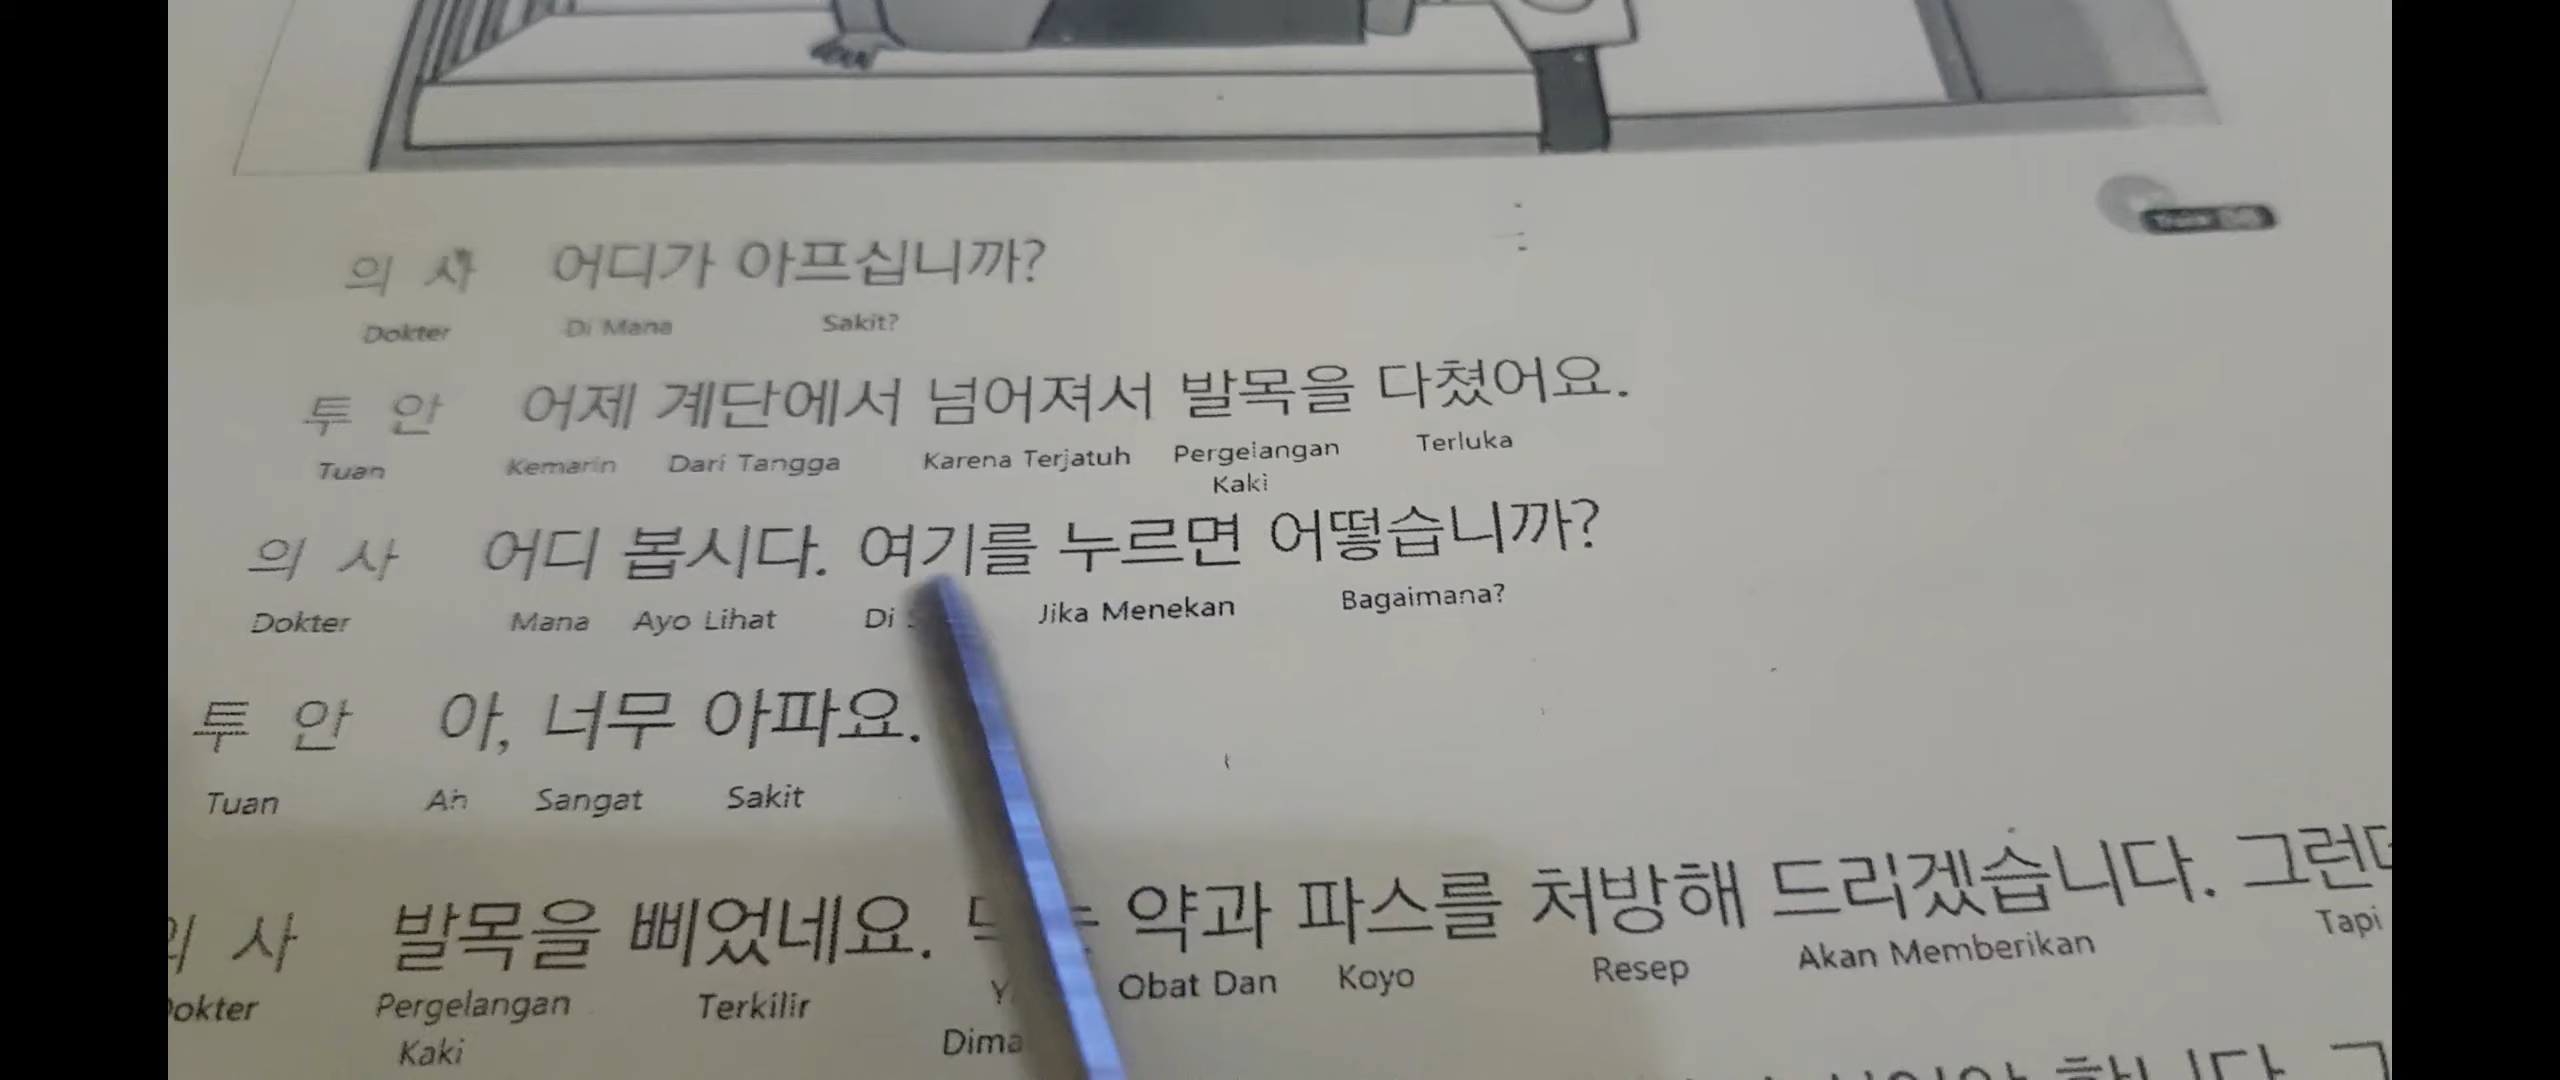 의 사 어디가 아프십니까?
Dokter Di Mana Sakit?
투 안 어제 계단에서 넘어져서 발목을 다쳤어요.
Tuan Kemarin Dari Tangga Karena Terjatuh Pergelangan Kaki Terluka
의 사 어디 봅시다. 여기를 누르면 어떻습니까?
Dokter Mana Ayo Lihat Di Jika Menekan Bagaimana?
투 안 아, 너무 아파요.
Tuan Ah Sangat Sakit
사 발목을 삐었네요. 약과 파스를 처방해 드리겠습니다. 그런데
Dokter Pergelangan Kaki Terkilir Obat Dan Koyo Resep Akan Memberikan Tapi